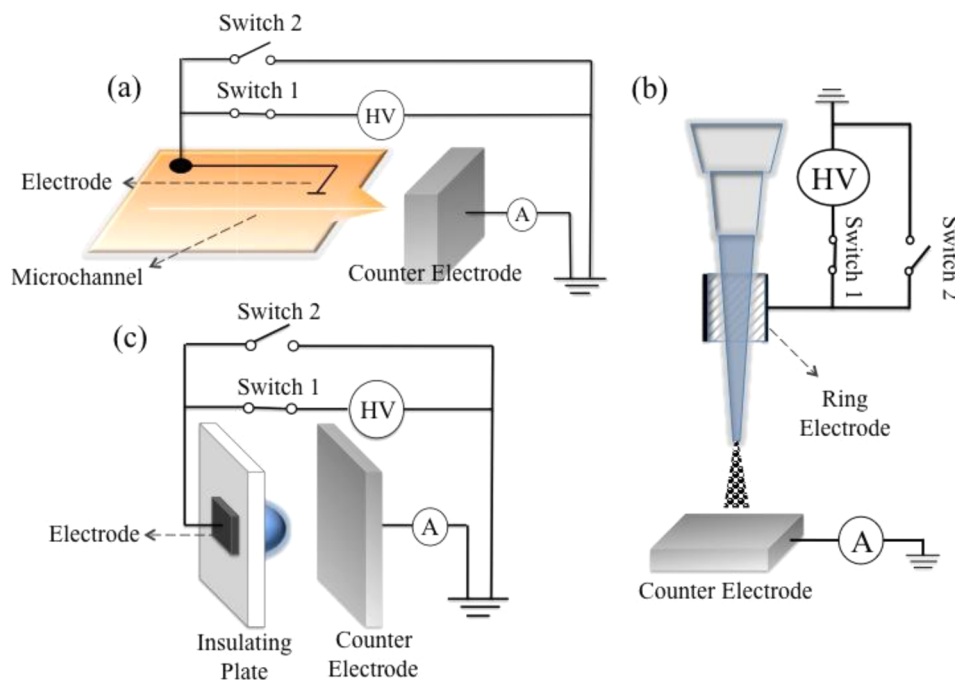 (a)
Switch 2
Switch 1
HV
Electrode
Microchannel
A
Counter Electrode
(b)
HV
Switch 1
Switch 2
Ring
Electrode
A
Counter Electrode
(c)
Switch 2
Switch 1
HV
Electrode
A
Insulating
Plate
Counter
Electrode